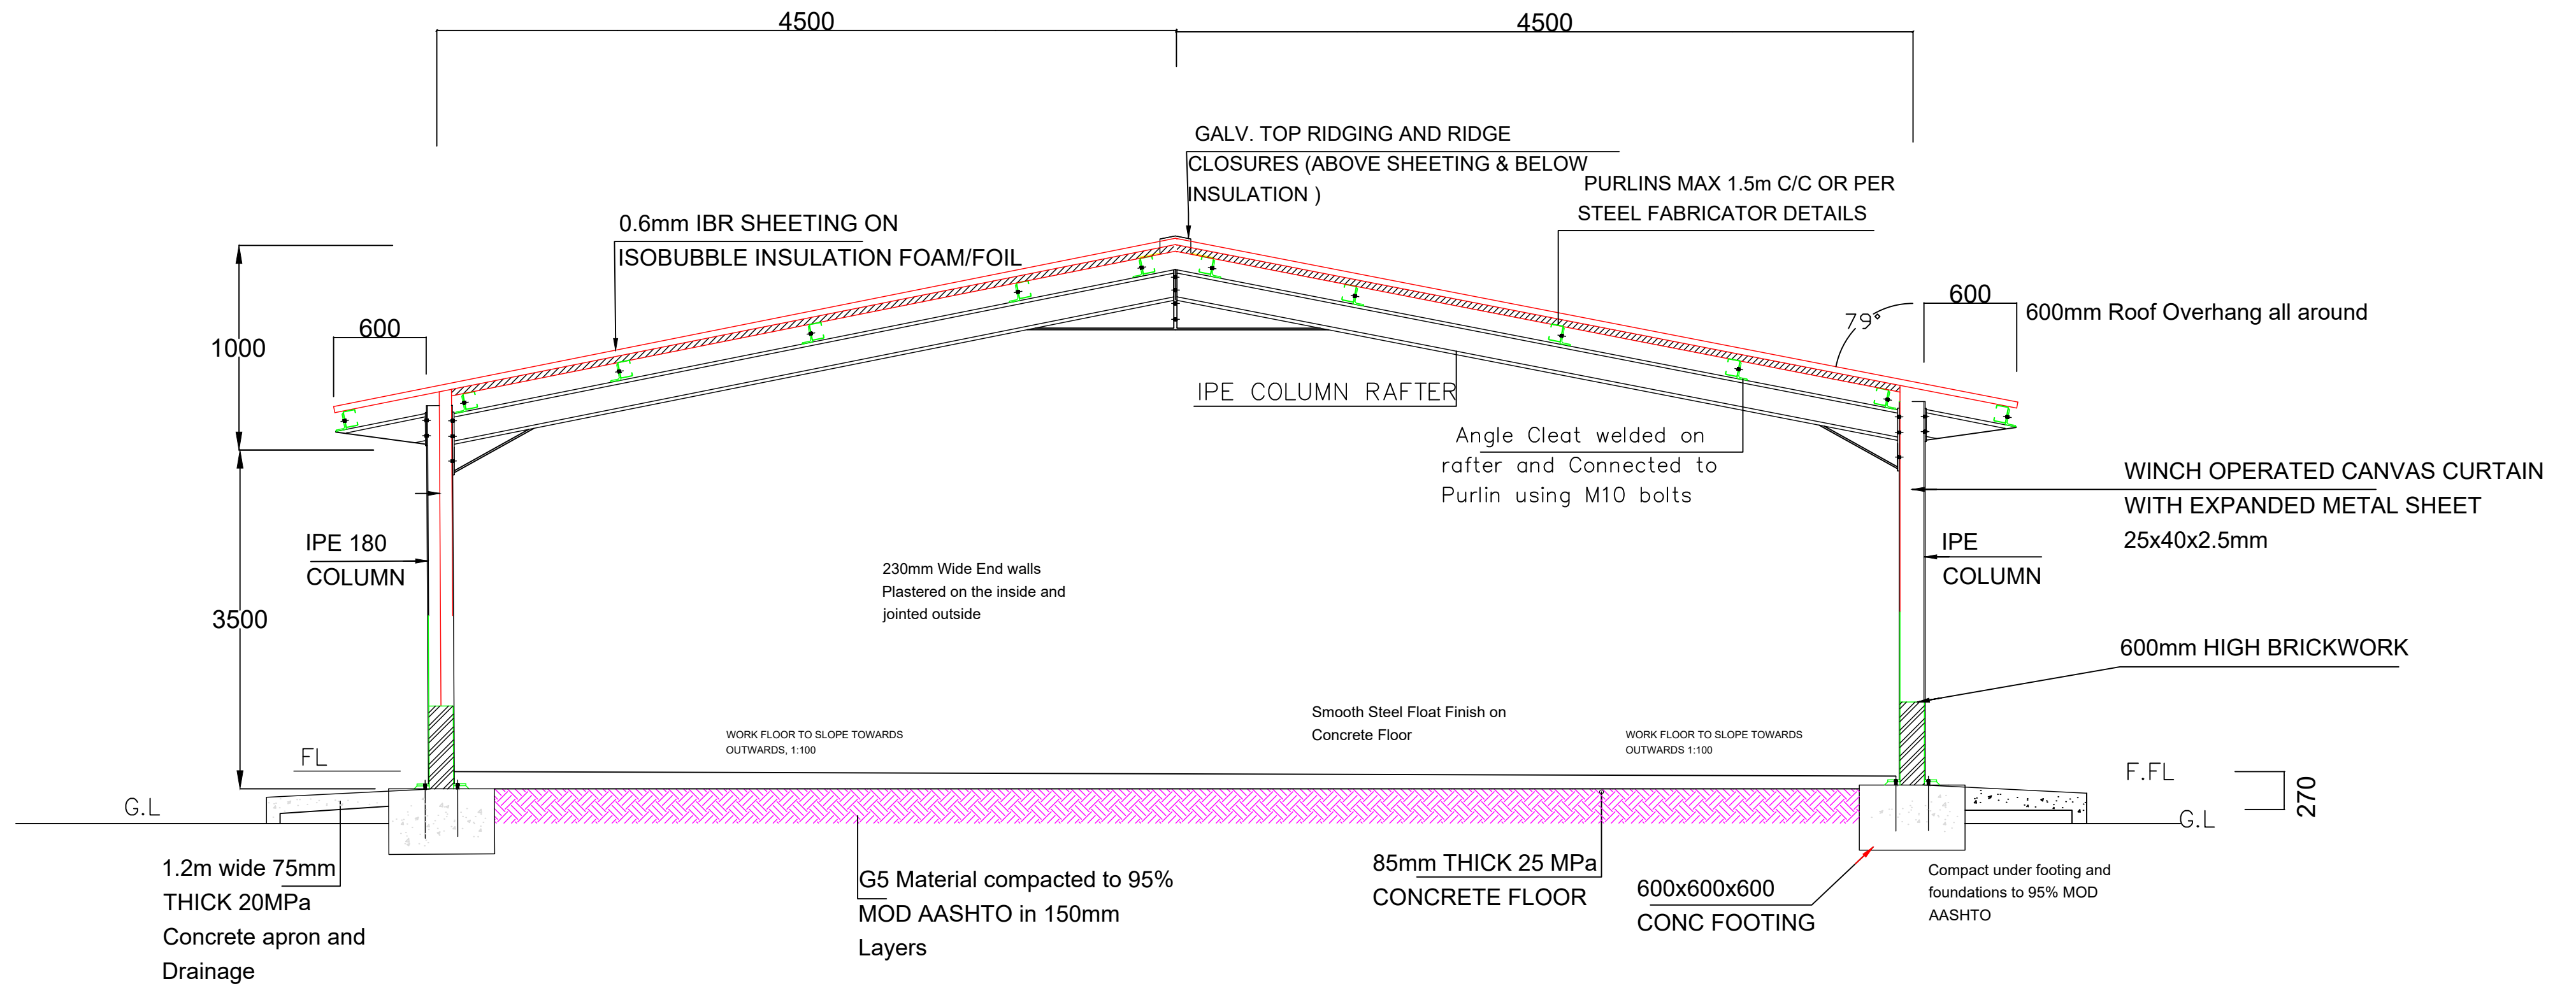 4500
4500
GALV. TOP RIDGING AND RIDGE
CLOSURES (ABOVE SHEETING & BELOW
INSULATION )
PURLINS MAX 1.5m C/C OR PER
STEEL FABRICATOR DETAILS
0.6mm IBR SHEETING ON
ISOBUBBLE INSULATION FOAM/FOIL
600
1000
79°
600
600mm Roof Overhang all around
IPE COLUMN RAFTER
Angle Cleat welded on
rafter and Connected to
Purlin using M10 bolts
WINCH OPERATED CANVAS CURTAIN
WITH EXPANDED METAL SHEET
25x40x2.5mm
IPE 180
COLUMN
IPE
COLUMN
230mm Wide End walls
Plastered on the inside and
jointed outside
3500
600mm HIGH BRICKWORK
Smooth Steel Float Finish on
Concrete Floor
WORK FLOOR TO SLOPE TOWARDS
OUTWARDS, 1:100
WORK FLOOR TO SLOPE TOWARDS
OUTWARDS 1:100
FL
F.FL
270
G.L
G.L
1.2m wide 75mm
THICK 20MPa
Concrete apron and
Drainage
G5 Material compacted to 95%
MOD AASHTO in 150mm
Layers
85mm THICK 25 MPa
CONCRETE FLOOR
600x600x600
CONC FOOTING
Compact under footing and
foundations to 95% MOD
AASHTO